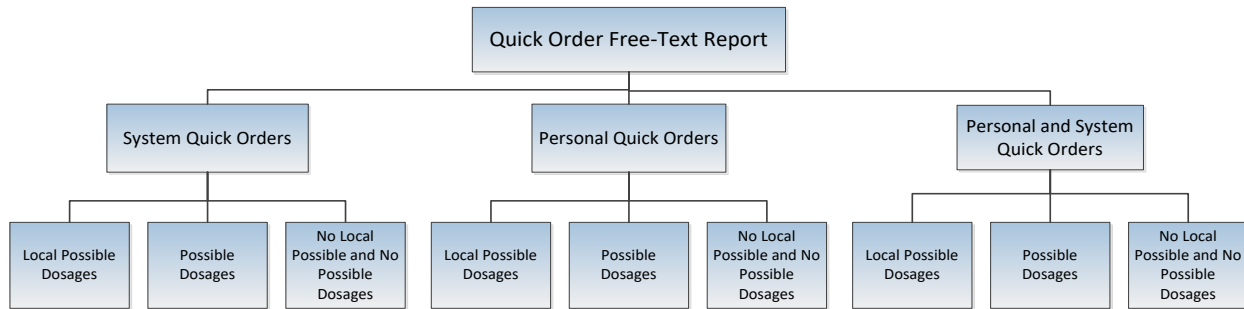 Quick Order Free-Text Report
System Quick Orders
Personal Quick Orders
Personal and System
Quick Orders
Local Possible
Dosages
Possible
Dosages
No Local
Possible and No
Possible
Dosages
Local Possible
Dosages
Possible
Dosages
No Local
Possible and No
Possible
Dosages
Local Possible
Dosages
Possible
Dosages
No Local
Possible and No
Possible
Dosages